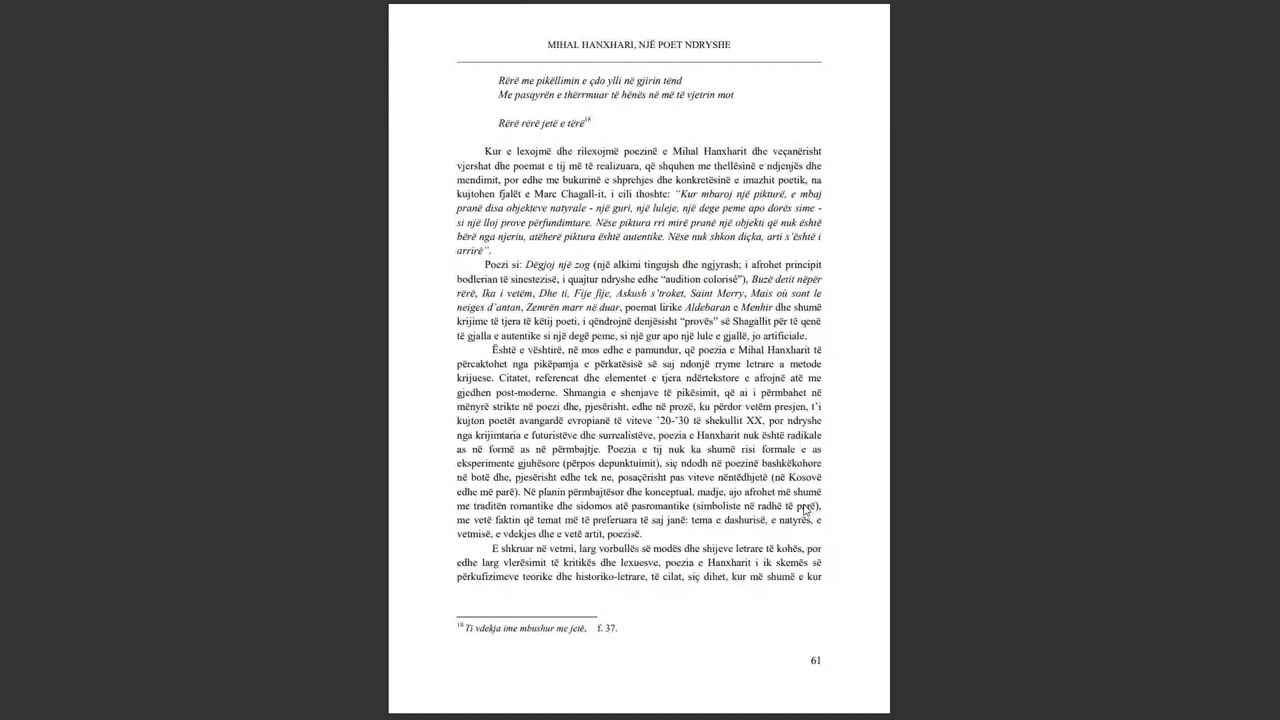 MIHAL HANXHARI, NJË POET NDRYSHE
Rërë me pikëllimin e çdo ylli në gjirin tënd
Me pasqyrën e thërrmuar të hënës në më të vjetrin mot
Rërë rërë jetë e tërë18
Kur e lexojmë dhe rilexojmë poezinë e Mihal Hanxharit dhe veçanërisht
vjershat dhe poemat e tij më të realizuara, që shquhen me thellësinë e ndjenjës dhe
mendimit, por edhe me bukurinë e shprehjes dhe konkretësinë e imazhit poetik, na
kujtohen fjalët e Marc Chagall-it, i cili thoshte: “Kur mbaroj një pikturë, e mbaj
pranë disa objekteve natyrale - një guri, një luleje, një dege peme apo dorës sime -
si një lloj prove përfundimtare. Nëse piktura rri mirë pranë një objekti që nuk është
bërë nga njeriu, atëherë piktura është autentike. Nëse nuk shkon diçka, arti s’është i
arrirë”.
Poezi si: Dëgjoj një zog (një alkimi tingujsh dhe ngjyrash; i afrohet principit
bodlerian të sinestezisë, i quajtur ndryshe edhe “audition colorisé”), Buzë detit nëpër
rërë, Ika i vetëm, Dhe ti, Fije fije, Askush s’troket, Saint Merry, Mais où sont le
neiges d’antan, Zemrën marr në duar, poemat lirike Aldebaran e Menhir dhe shumë
krijime të tjera të këtij poeti, i qëndrojnë denjësisht “provës” së Shagallit për të qenë
të gjalla e autentike si një degë peme, si një gur apo një lule e gjallë, jo artificiale.
Është e vështirë, në mos edhe e pamundur, që poezia e Mihal Hanxharit të
përcaktohet nga pikëpamja e përkatësisë së saj ndonjë rryme letrare a metode
krijuese. Citatet, referencat dhe elementet e tjera ndërtekstore e afrojnë atë me
gjedhen post-moderne. Shmangia e shenjave të pikësimit, që ai i përmbahet në
mënyrë strikte në poezi dhe, pjesërisht, edhe në prozë, ku përdor vetëm presjen, t’i
kujton poetët avangardë evropianë të viteve ’20-’30 të shekullit XX, por ndryshe
nga krijimtaria e futuristëve dhe surrealistëve, poezia e Hanxharit nuk është radikale
as në formë as në përmbajtje. Poezia e tij nuk ka shumë risi formale e as
eksperimente gjuhësore (përpos depunktuimit), siç ndodh në poezinë bashkëkohore
në botë dhe, pjesërisht edhe tek ne, posaçërisht pas viteve nëntëdhjetë (në Kosovë
edhe më parë). Në planin përmbajtësor dhe konceptual, madje, ajo afrohet më shumë
me traditën romantike dhe sidomos atë pasromantike (simboliste në radhë të parë),
me vetë faktin që temat më të preferuara të saj janë: tema e dashurisë, e natyrës, e
vetmisë, e vdekjes dhe e vetë artit, poezisë.
E shkruar në vetmi, larg vorbullës së modës dhe shijeve letrare të kohës, por
edhe larg vlerësimit të kritikës dhe lexuesve, poezia e Hanxharit i ik skemës së
përkufizimeve teorike dhe historiko-letrare, të cilat, siç dihet, kur më shumë e kur
18 Ti vdekja ime mbushur me jetë, f. 37.
61